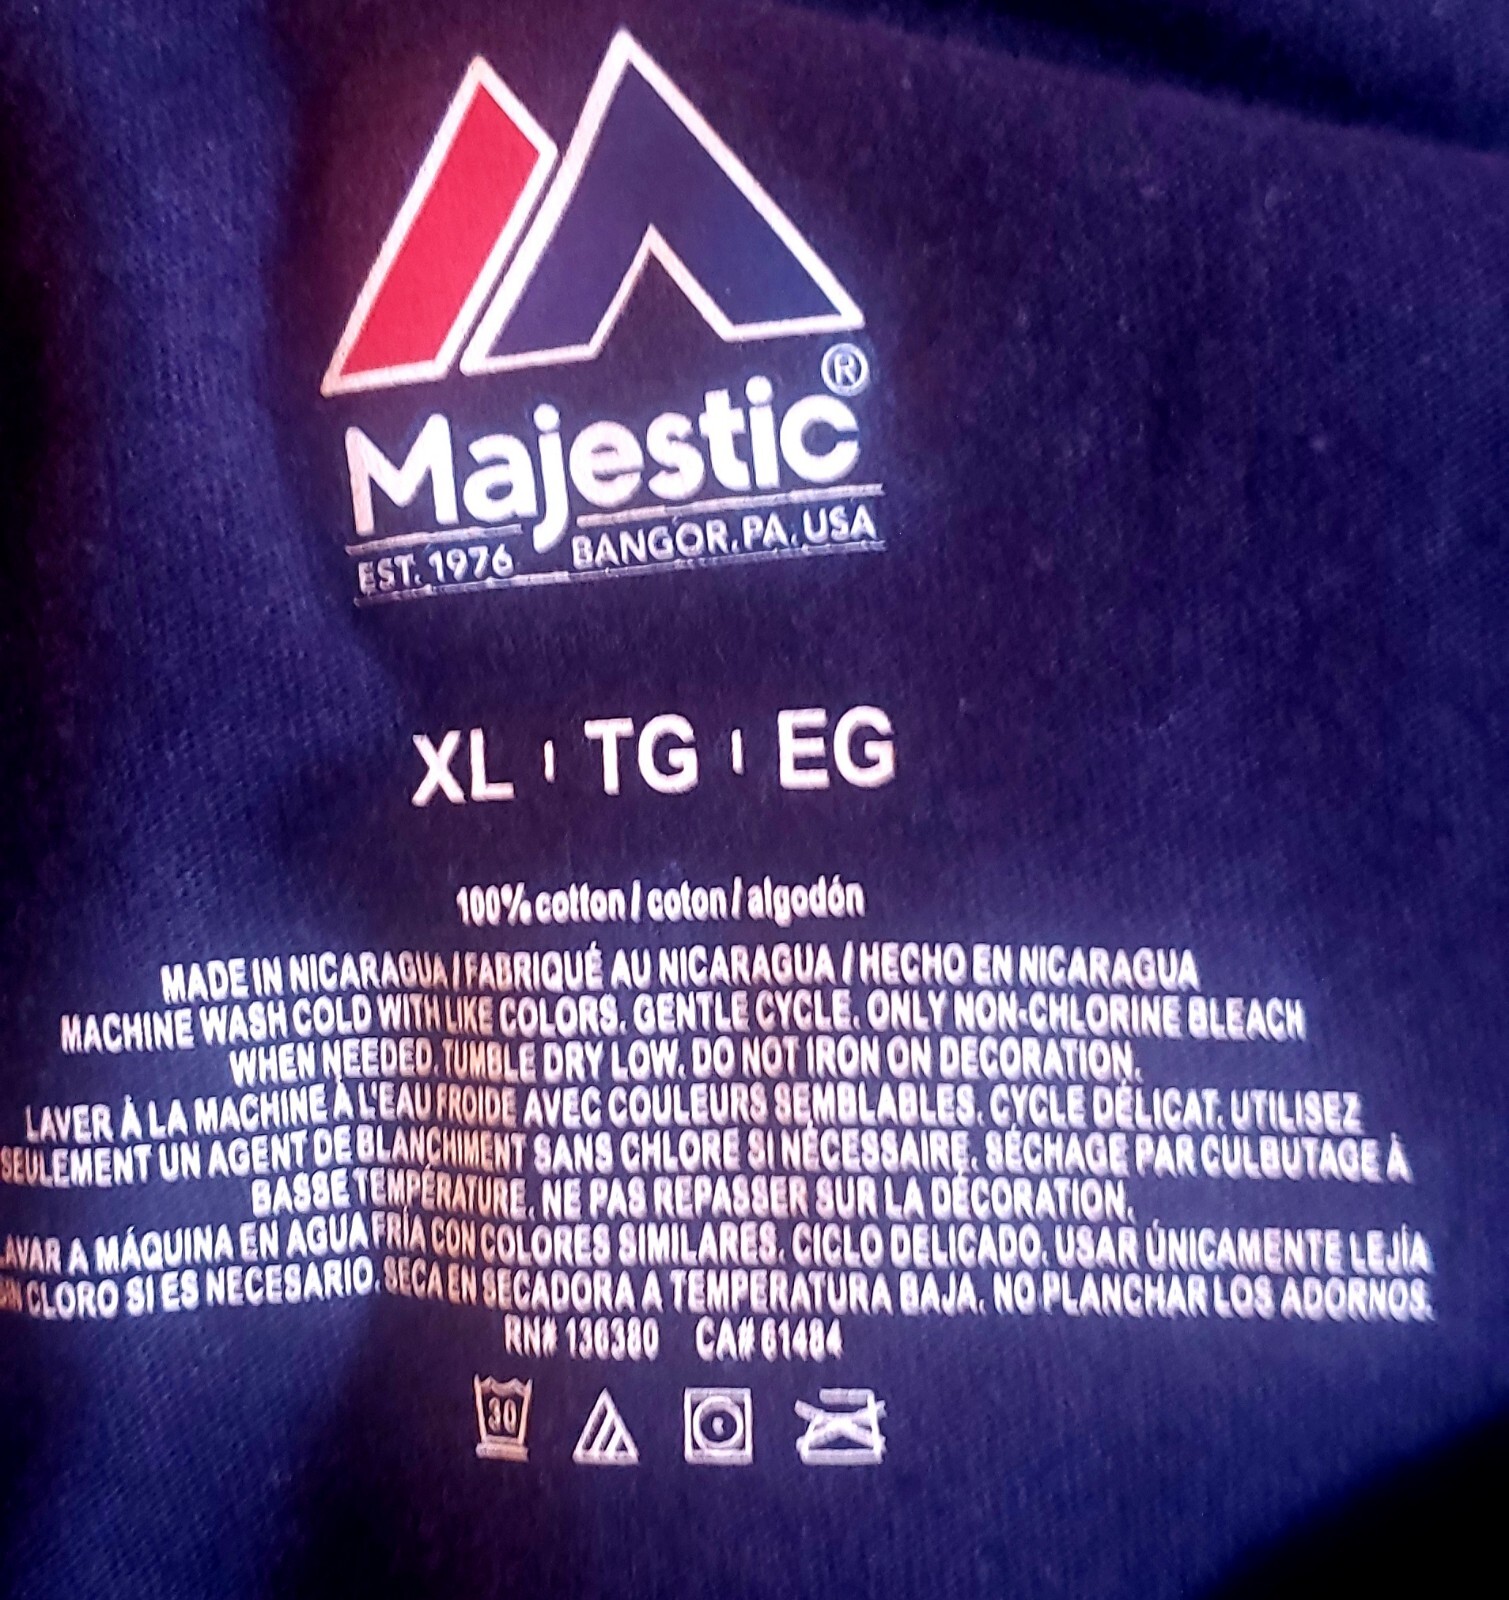 Majestic®
EST. 1976 BANGOR, PA, USA
XL | TG | EG
100% cotton / coton / algodón
MADE IN NICARAGUA / FABRIQUÉ AU NICARAGUA / HECHO EN NICARAGUA
MACHINE WASH COLD WITH LIKE COLORS. GENTLE CYCLE. ONLY NON-CHLORINE BLEACH
WHEN NEEDED. TUMBLE DRY LOW. DO NOT IRON ON DECORATION.
LAVER À LA MACHINE À L'EAU FROIDE AVEC COULEURS SEMBLABLES. CYCLE DÉLICAT. UTILISEZ
SEULEMENT UN AGENT DE BLANCHIMENT SANS CHLORE SI NÉCESSAIRE. SÉCHAGE PAR CULBUTAGE À
BASSE TEMPÉRATURE. NE PAS REPASSER SUR LA DÉCORATION.
A MÁQUINA EN AGUA FRÍA CON COLORES SIMILARES. CICLO DELICADO. USAR ÚNICAMENTE LEJÍA
CLORO SI ES NECESARIO. SECA EN SECADORA A TEMPERATURA BAJA. NO PLANCHAR LOS ADORNOS.
RN# 136380 CA# 61484
30